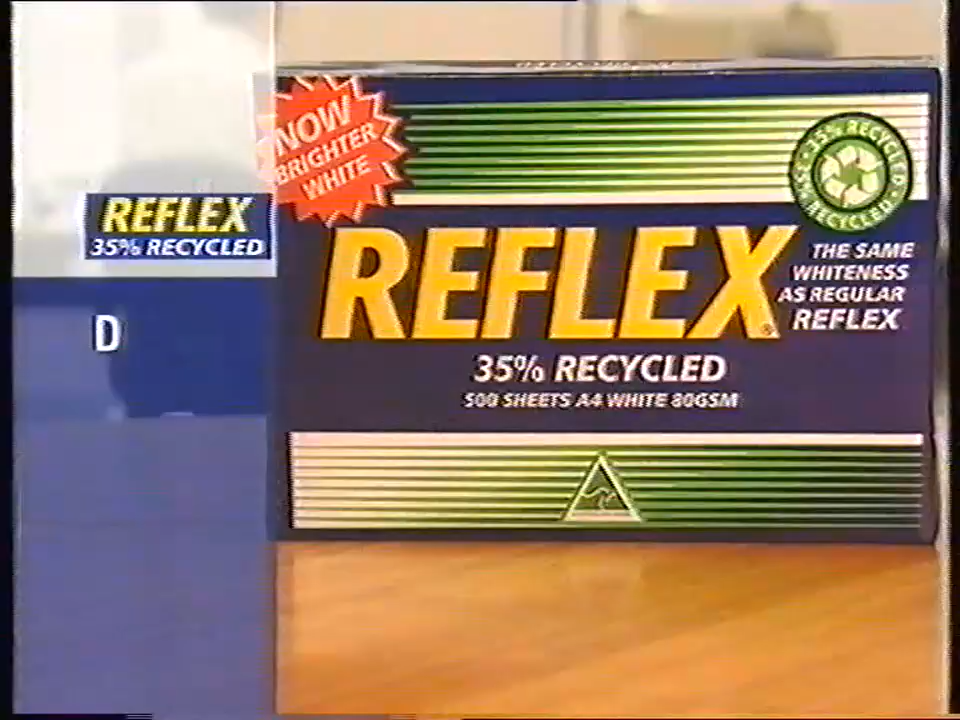 NOW
BRIGHTER
WHITE
REFLEX
35% RECYCLED
D
35% RECYCLED
RECYCLED
REFLEX®
THE SAME
WHITENESS
AS REGULAR
REFLEX
35% RECYCLED
500 SHEETS A4 WHITE 80GSM